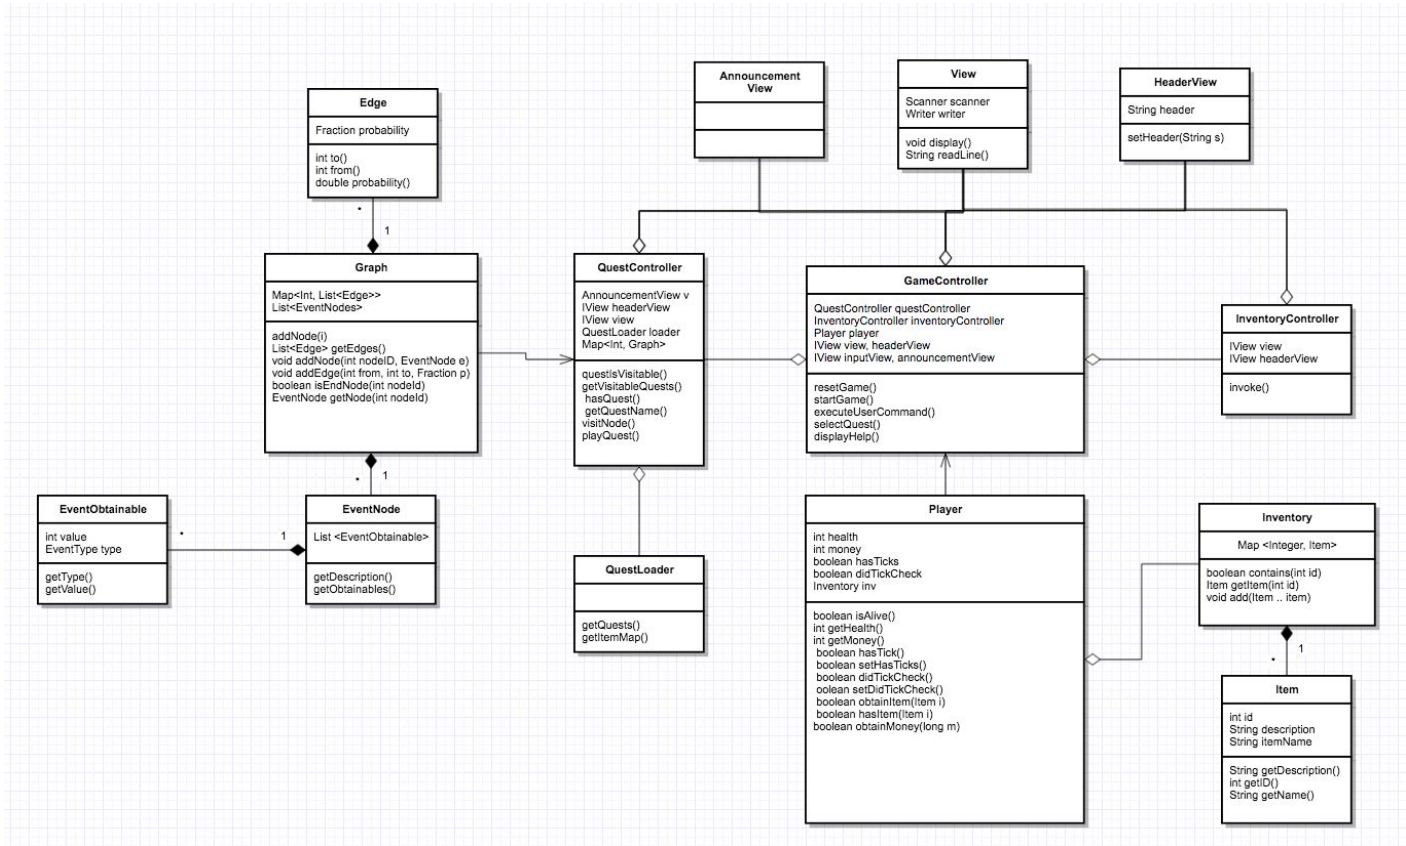 Announcement
View
View
Scanner scanner
Writer writer
void display()
String readLine()
HeaderView
String header
setHeader(String s)
Edge
Fraction probability
int to()
int from()
double probability()
*
1
Graph
Map<Int, List<Edge>>
List<EventNodes>
addNode(i)
List<Edge> getEdges()
void addNode(int nodeID, EventNode e)
void addEdge(int from, int to, Fraction p)
boolean isEndNode(int nodeId)
EventNode getNode(int nodeId)
QuestController
AnnouncementView v
IView headerView
IView view
QuestLoader loader
Map<Int, Graph>
questIsVisitable()
getVisitableQuests()
hasQuest()
getQuestName()
visitNode()
playQuest()
GameController
QuestController questController
InventoryController inventoryController
Player player
IView view, headerView
IView inputView, announcementView
resetGame()
startGame()
executeUserCommand()
selectQuest()
displayHelp()
InventoryController
IView view
IView headerView
invoke()
*
1
EventObtainable
int value
EventType type
getType()
getValue()
*
1
EventNode
List <EventObtainable>
getDescription()
getObtainables()
QuestLoader
getQuests()
getItemMap()
Player
int health
int money
boolean hasTicks
boolean didTickCheck
Inventory inv
boolean isAlive()
int getHealth()
int getMoney()
boolean hasTick()
boolean setHasTicks()
boolean didTickCheck()
oolean setDidTickCheck()
boolean obtainItem(Item i)
boolean hasItem(Item i)
boolean obtainMoney(long m)
Inventory
Map <Integer, Item>
boolean contains(int id)
Item getItem(int id)
void add(Item .. item)
1
*
Item
int id
String description
String itemName
String getDescription()
int getID()
String getName()